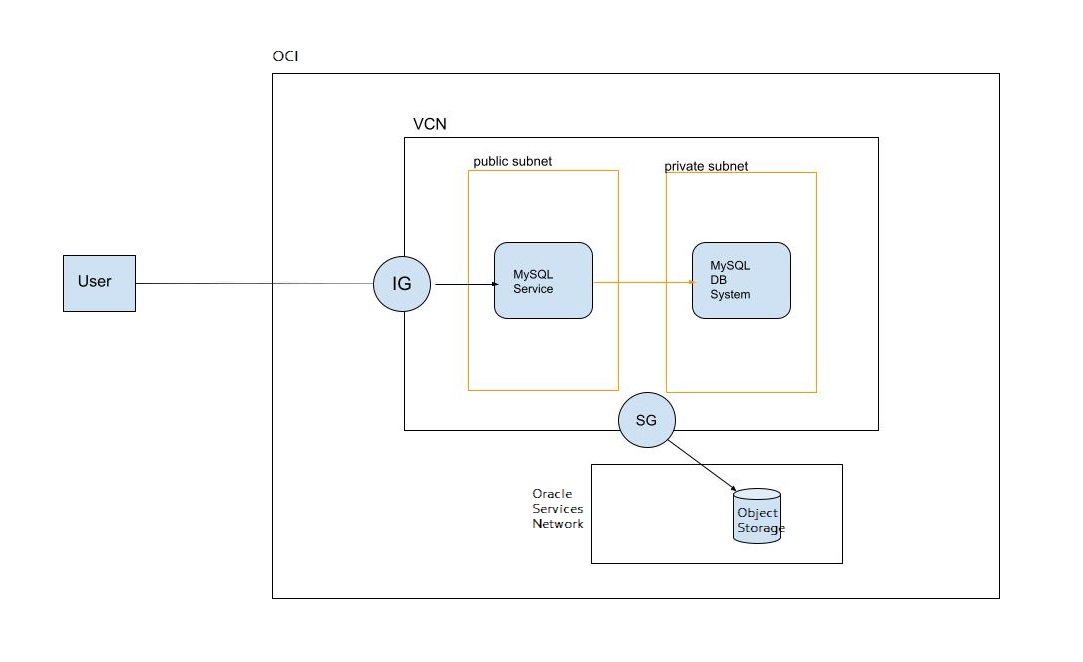 OCI
VCN
public subnet
private subnet
User
IG
MySQL
Service
MySQL
DB
System
SG
Oracle
Services
Network
Object
Storage